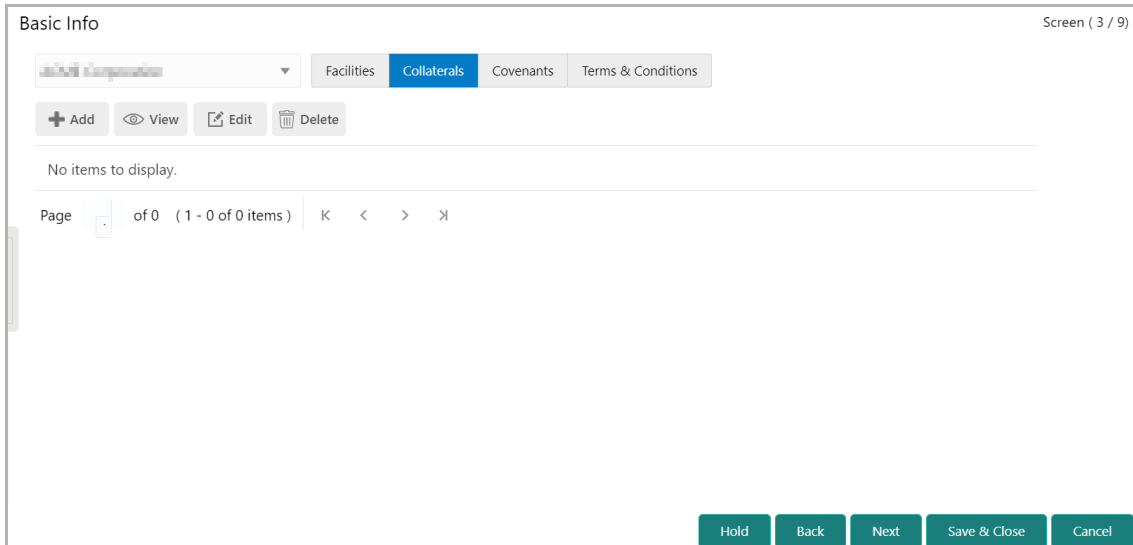 Basic Info
Screen ( 3 / 9)
Facilities Collaterals Covenants Terms & Conditions
Add View Edit Delete
No items to display.
Page of 0 ( 1 - 0 of 0 items )
Hold Back Next Save & Close Cancel